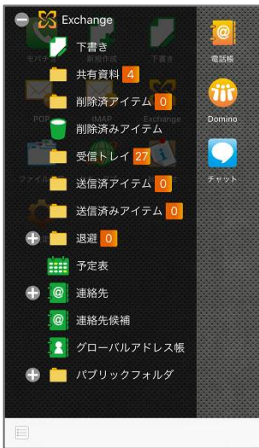 Exchange
下書き
共有資料 4
削除済アイテム 0
削除済みアイテム
受信トレイ 27
送信済アイテム 0
送信済みアイテム 0
退避 0
予定表
連絡先
連絡先候補
グローバルアドレス帳
パブリックフォルダ
電話帳
Domino
チャット